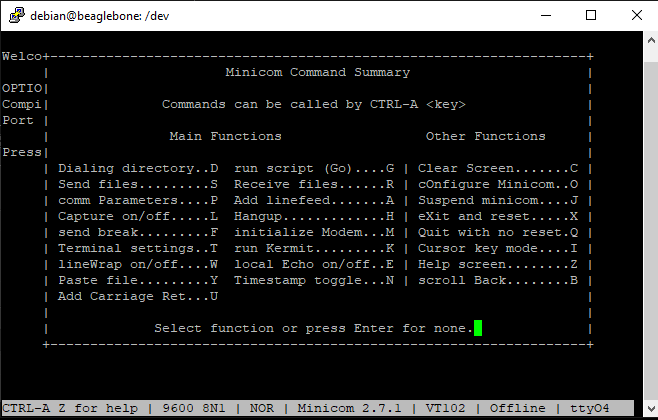 debian@beaglebone: /dev
Welco
Minicom Command Summary
OPTIO
Compi
Commands can be called by CTRL-A <key>
Port
Main Functions Other Functions
Press
Dialing directory..D run script (Go)....G | Clear Screen.......C
Send files.........S Receive files......R | cOnfigure Minicom..O
comm Parameters....P Add linefeed.......A | Suspend minicom....J
Capture on/off.....L Hangup.............H | eXit and reset.....X
send break.........F initialize Modem...M | Quit with no reset.Q
Terminal settings..T run Kermit.........K | Cursor key mode....I
lineWrap on/off....W local Echo on/off..E | Help screen........Z
Paste file.........Y Timestamp toggle...N | scroll Back........B
Add Carriage Ret...U
Select function or press Enter for none.
CTRL-A Z for help | 9600 8N1 | NOR | Minicom 2.7.1 | VT102 | Offline | ttyO4